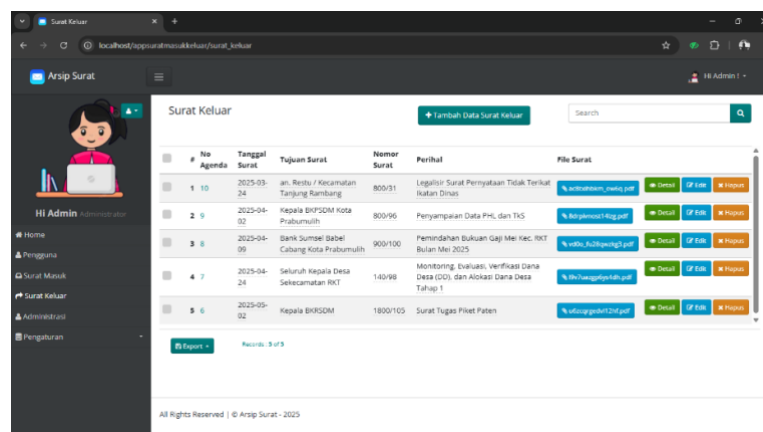 Surat Keluar
localhost/appsuratmasukkeluar/surat_keluar
Arsip Surat
Hi Admin !
Hi Admin Administrator
Home
Pengguna
Surat Masuk
Surat Keluar
Administrasi
Pengaturan
Surat Keluar
Tambah Data Surat Keluar
Search
# No Agenda Tanggal Surat Tujuan Surat Nomor Surat Perihal File Surat
1 10 2025-03-24 an. Restu / Kecamatan Tanjung Rambang 800/31 Legalisir Surat Pernyataan Tidak Terikat Ikatan Dinas Detail Edit Hapus
2 9 2025-04-02 Kepala BKPSDM Kota Prabumulih 800/96 Penyampaian Data PHL, dan TkS Detail Edit Hapus
3 8 2025-04-09 Bank Sumsel Babel Cabang Kota Prabumulih 900/100 Pemindahan Bukuan Gaji Mei Kec. RKT Bulan Mei 2025 Detail Edit Hapus
4 7 2025-04-24 Seluruh Kepala Desa Sekecamatan RKT 140/98 Monitoring, Evaluasi, Verifikasi Dana Desa (DD), dan Alokasi Dana Desa Tahap 1 Detail Edit Hapus
5 6 2025-05-02 Kepala BKRSDM 1800/105 Surat Tugas Piket Paten Detail Edit Hapus
Export
Records : 5 of 5
All Rights Reserved | © Arsip Surat - 2025